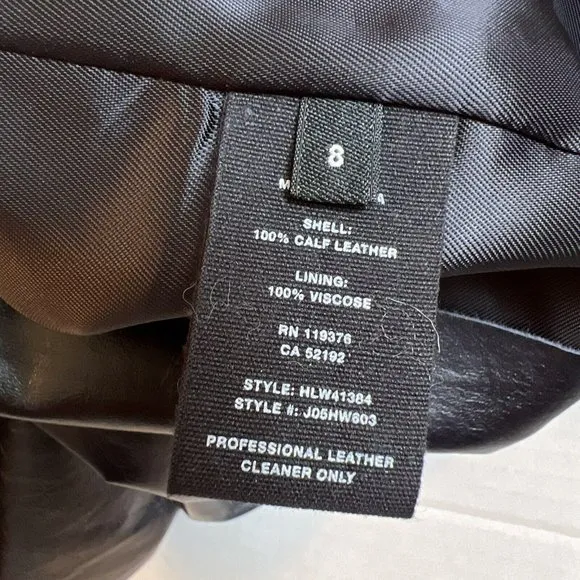 8
SHELL:
100% CALF LEATHER
LINING:
100% VISCOSE
RN 119376
CA 52192
STYLE: HLW41384
STYLE #: J05HW603
PROFESSIONAL LEATHER
CLEANER ONLY